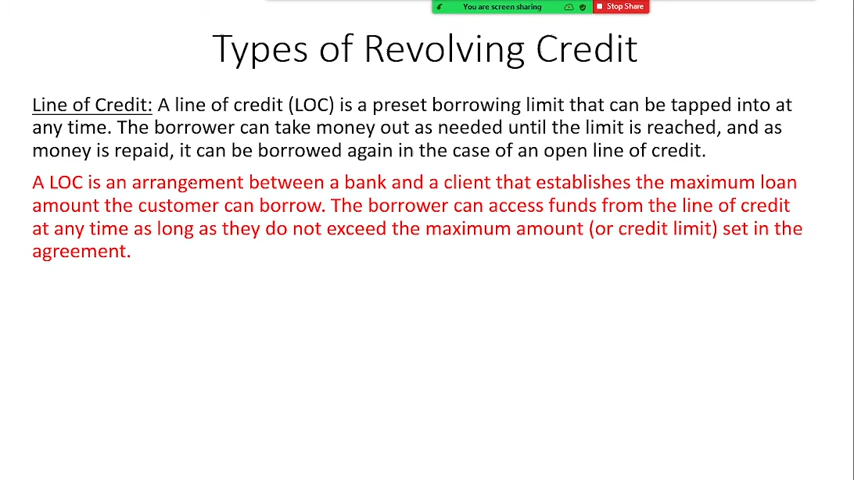 You are screen sharing
Stop Share
Types of Revolving Credit
Line of Credit: A line of credit (LOC) is a preset borrowing limit that can be tapped into at
any time. The borrower can take money out as needed until the limit is reached, and as
money is repaid, it can be borrowed again in the case of an open line of credit.
A LOC is an arrangement between a bank and a client that establishes the maximum loan
amount the customer can borrow. The borrower can access funds from the line of credit
at any time as long as they do not exceed the maximum amount (or credit limit) set in the
agreement.